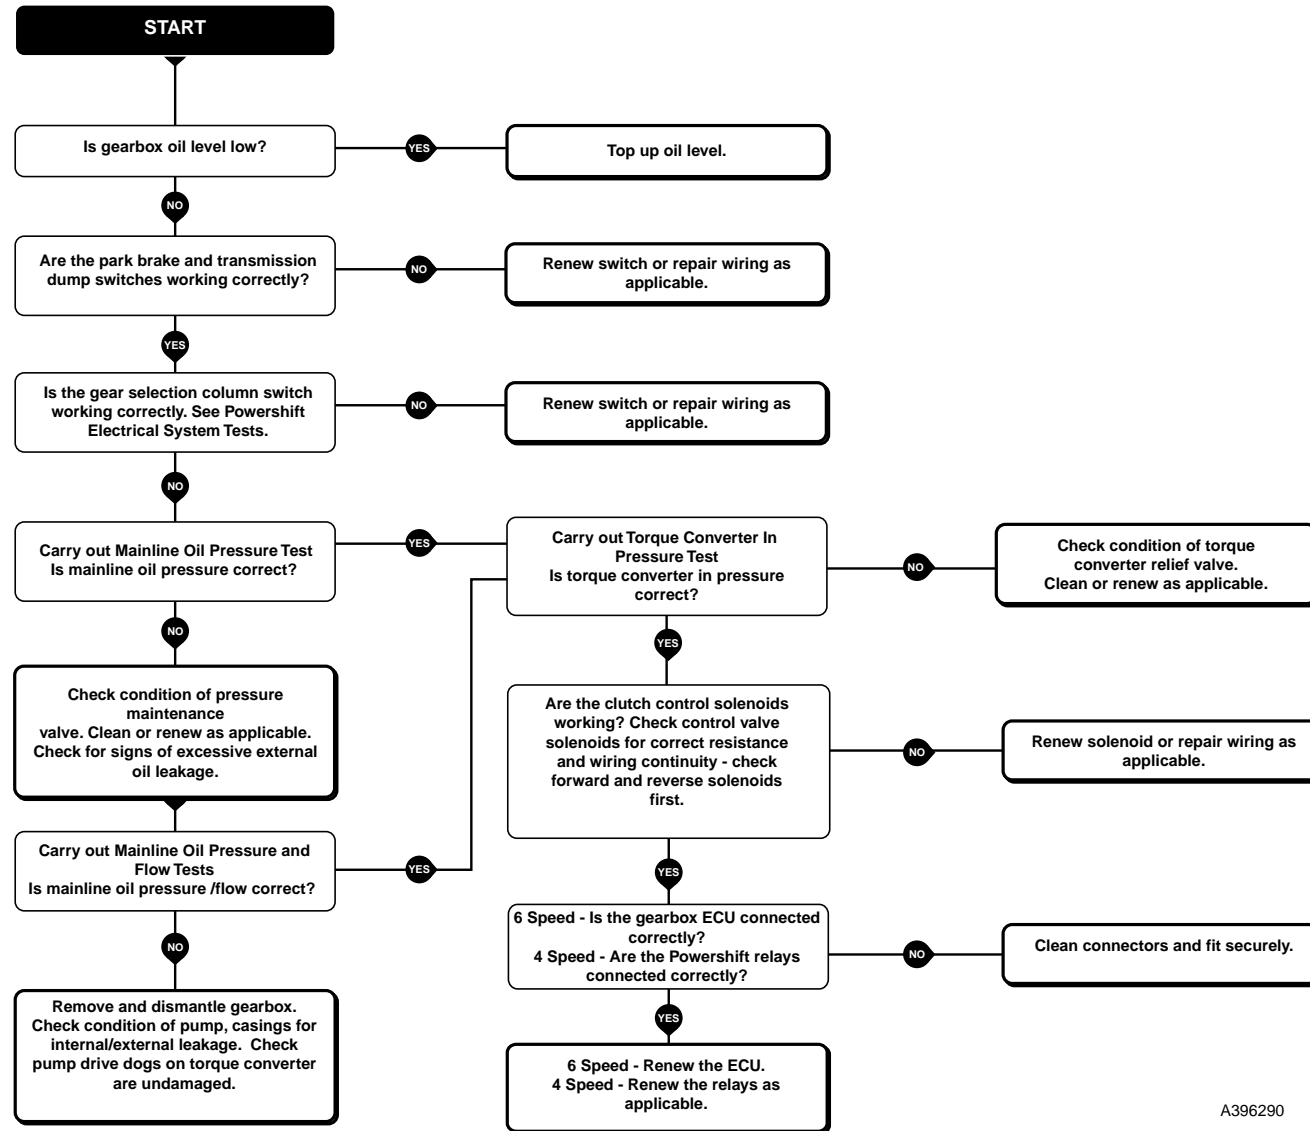 START
Is gearbox oil level low?
YES
Top up oil level.
NO
Are the park brake and transmission
dump switches working correctly?
NO
Renew switch or repair wiring as
applicable.
YES
Is the gear selection column switch
working correctly. See Powershift
Electrical System Tests.
NO
Renew switch or repair wiring as
applicable.
NO
Carry out Mainline Oil Pressure Test
Is mainline oil pressure correct?
YES
Carry out Torque Converter In
Pressure Test
Is torque converter in pressure
correct?
NO
Check condition of torque
converter relief valve.
Clean or renew as applicable.
NO
YES
Check condition of pressure
maintenance
valve. Clean or renew as applicable.
Check for signs of excessive external
oil leakage.
Are the clutch control solenoids
working? Check control valve
solenoids for correct resistance
and wiring continuity - check
forward and reverse solenoids
first.
NO
Renew solenoid or repair wiring as
applicable.
Carry out Mainline Oil Pressure and
Flow Tests
Is mainline oil pressure /flow correct?
YES
YES
6 Speed - Is the gearbox ECU connected
correctly?
4 Speed - Are the Powershift relays
connected correctly?
NO
Clean connectors and fit securely.
NO
Remove and dismantle gearbox.
Check condition of pump, casings for
internal/external leakage. Check
pump drive dogs on torque converter
are undamaged.
YES
6 Speed - Renew the ECU.
4 Speed - Renew the relays as
applicable.
A396290